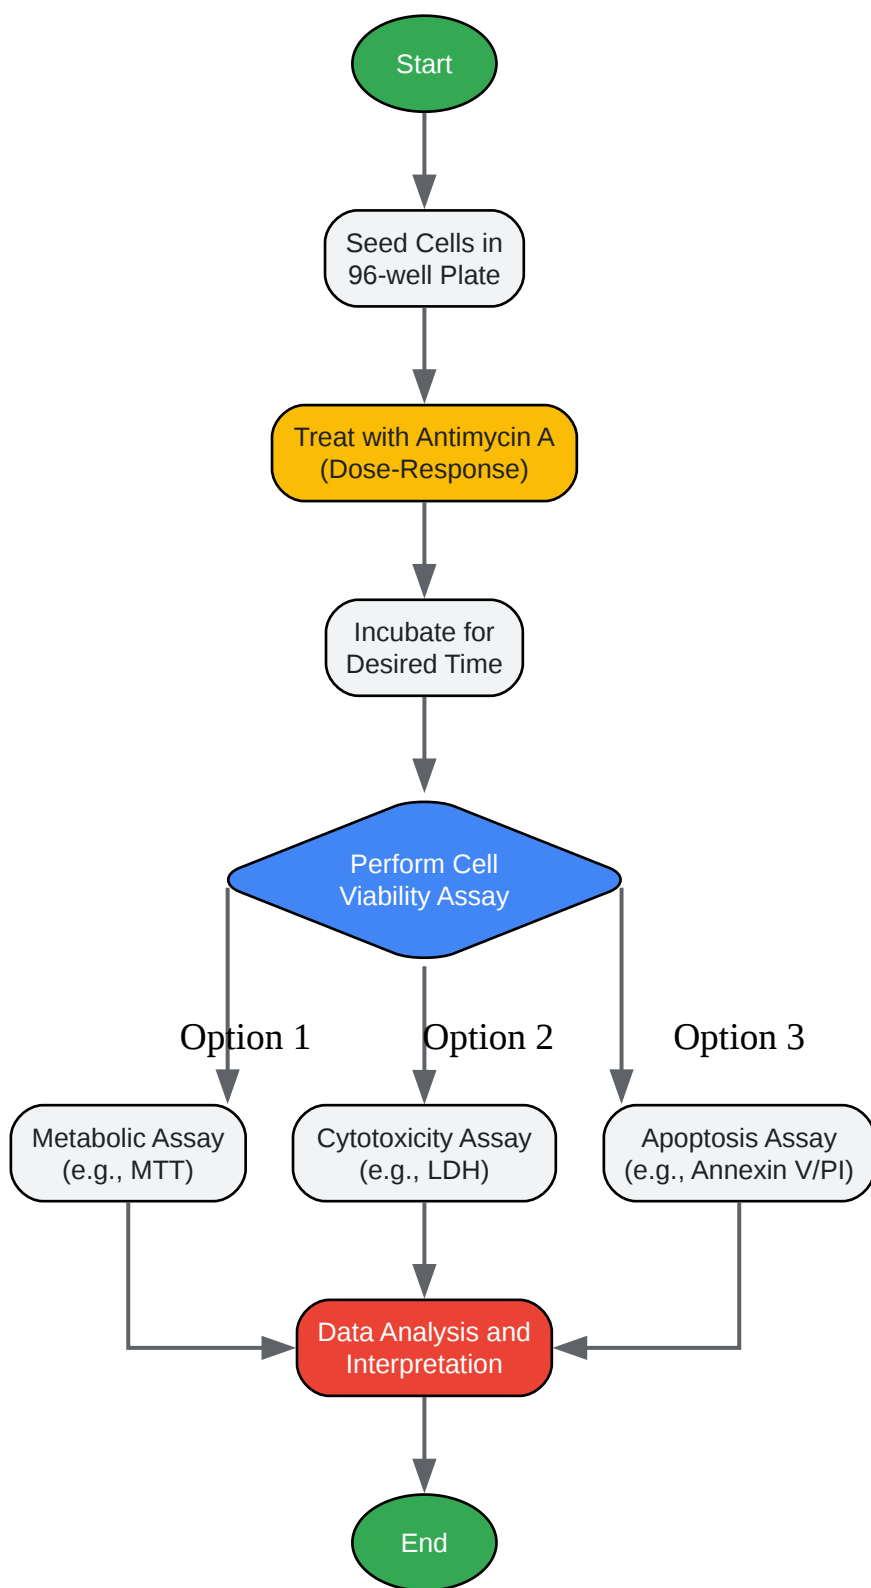 Start
Seed Cells in
96-well Plate
Treat with Antimycin A
(Dose-Response)
Incubate for
Desired Time
Perform Cell
Viability Assay
Option 1
Option 2
Option 3
Metabolic Assay
(e.g., MTT)
Cytotoxicity Assay
(e.g., LDH)
Apoptosis Assay
(e.g., Annexin V/PI)
Data Analysis and
Interpretation
End